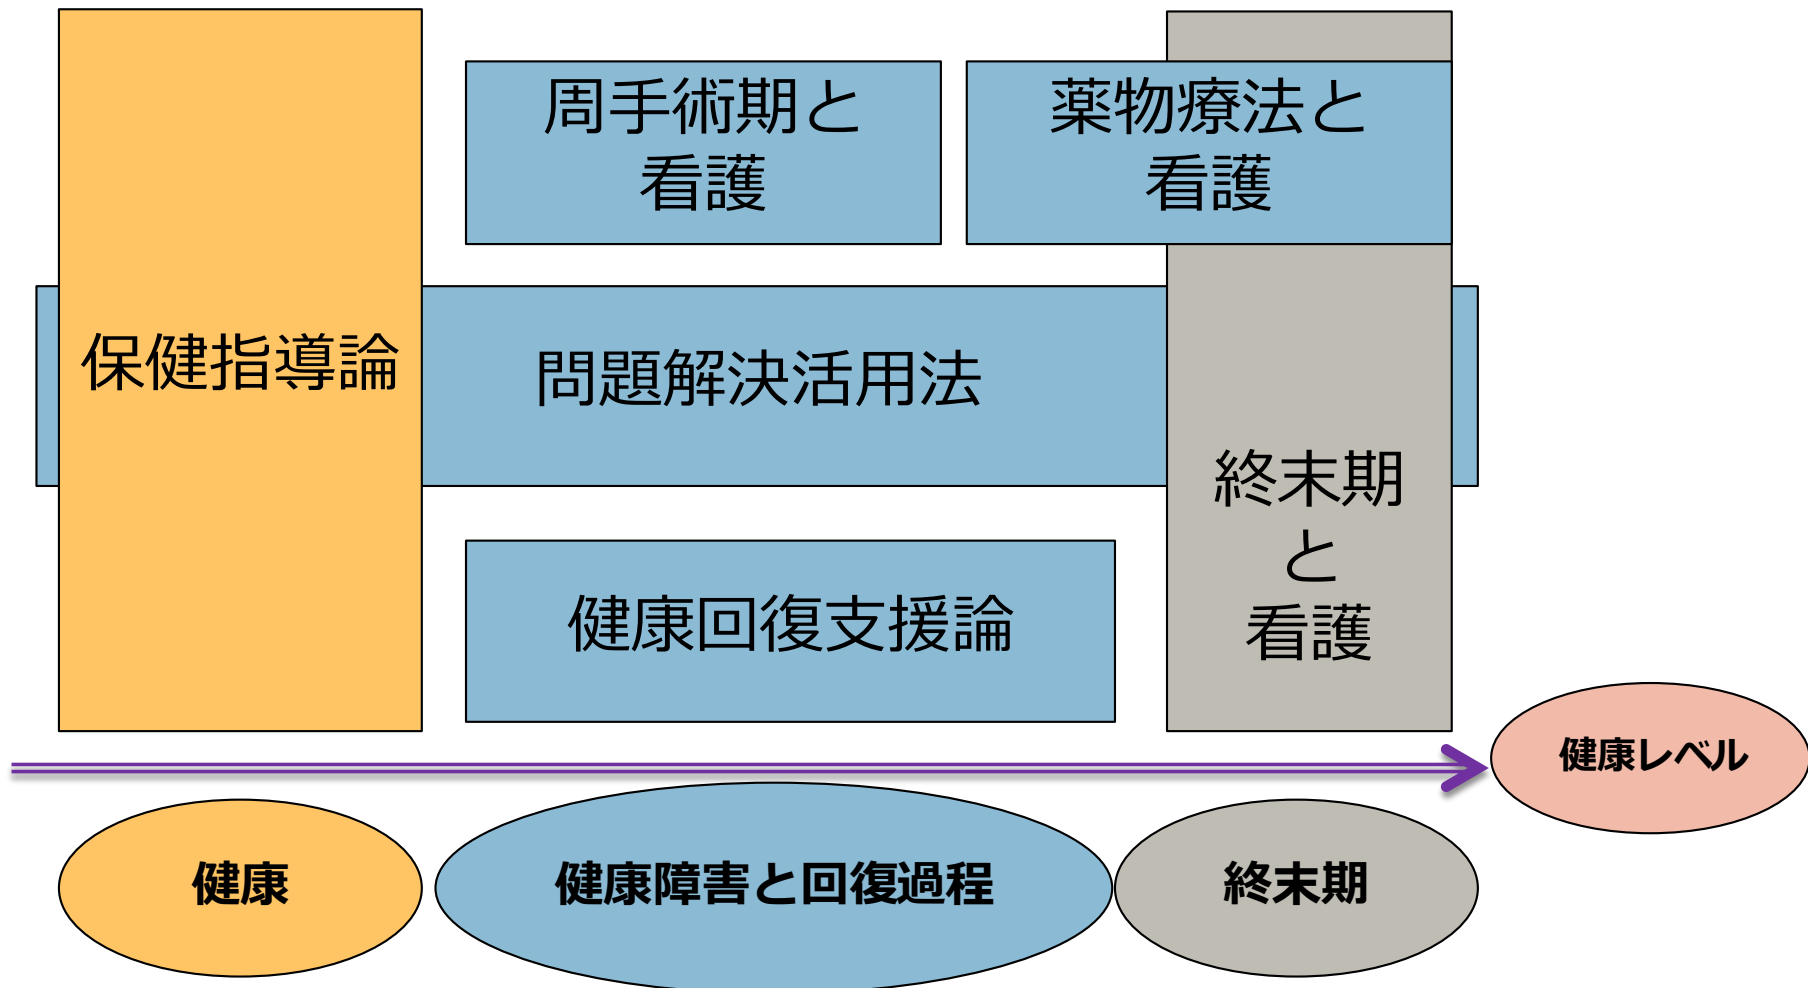 周手術期と
看護
薬物療法と
看護
保健指導論
問題解決活用法
終末期
と
看護
健康回復支援論
健康レベル
健康
健康障害と回復過程
終末期